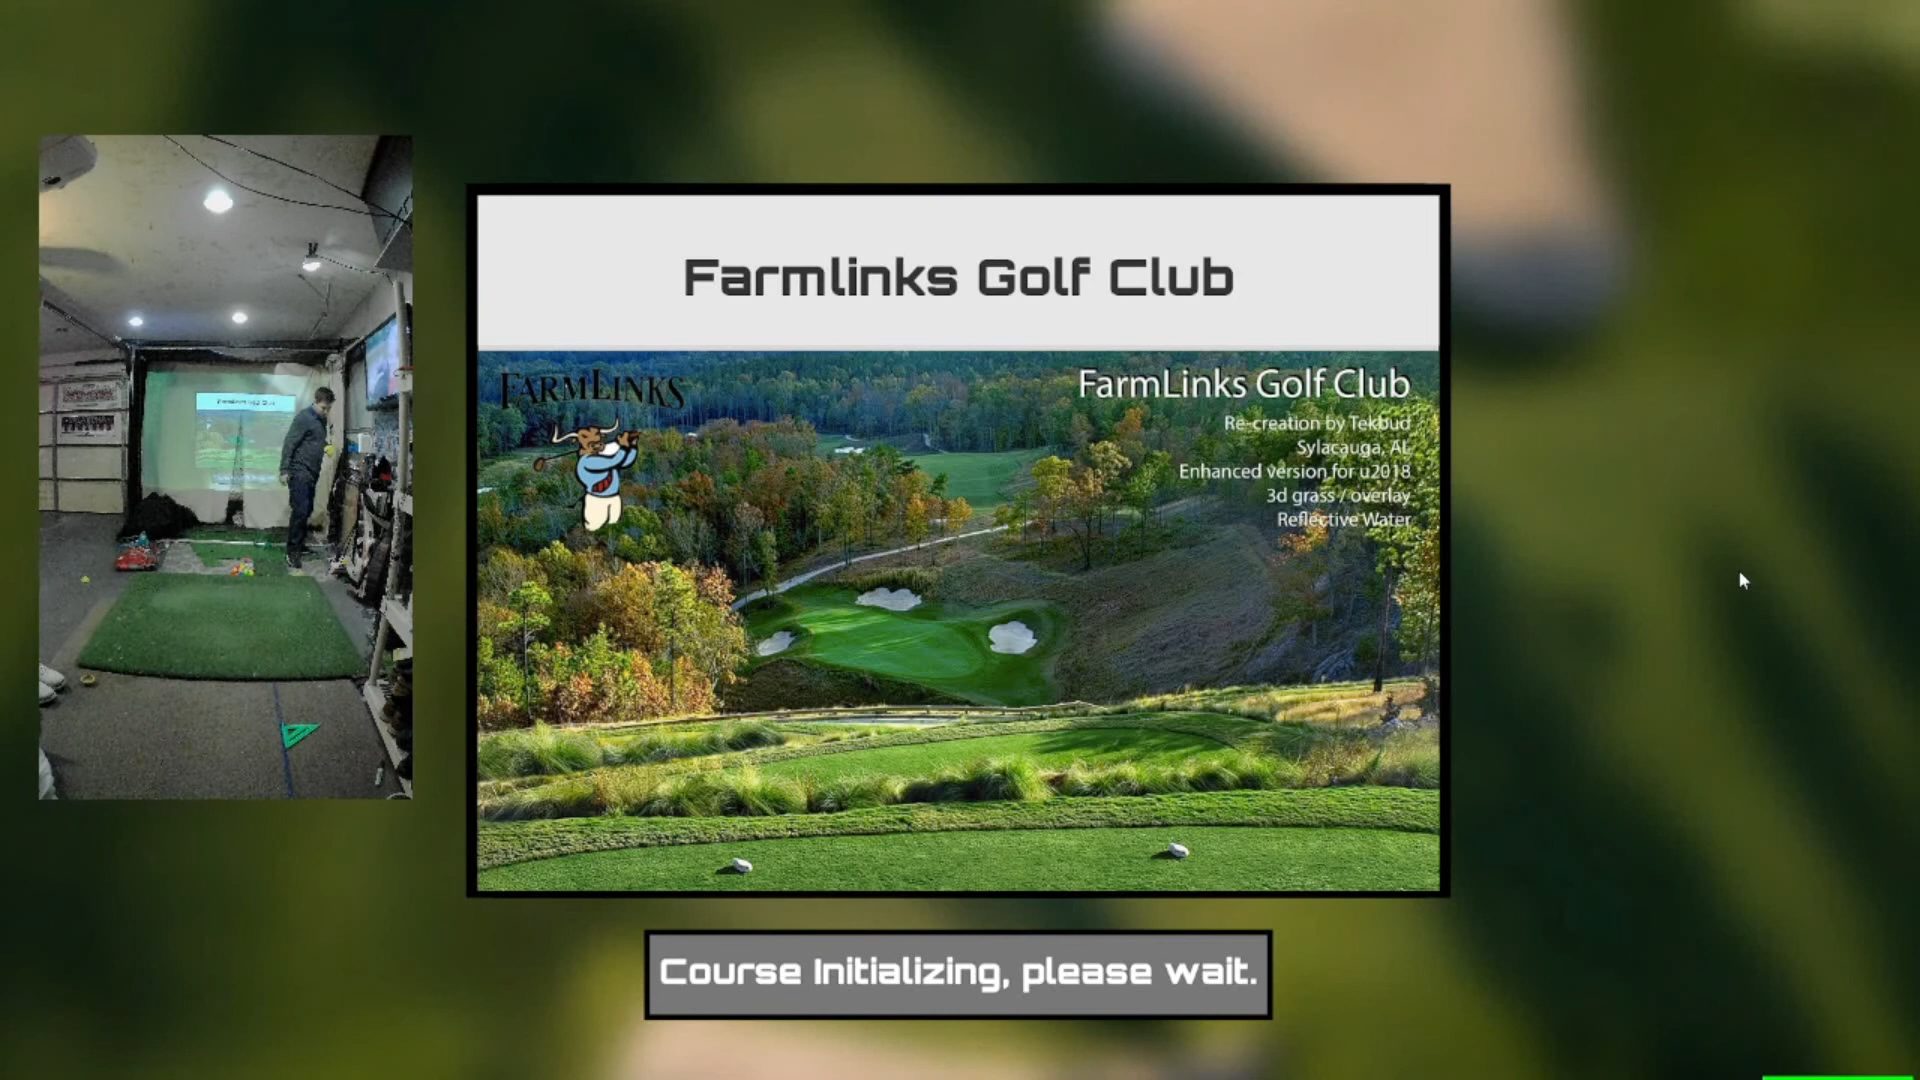 Farmlinks Golf Club
FARMLINKS
FarmLinks Golf Club
Re-creation by Tekbud
Sylacauga, AL
Enhanced version for u2018
3d grass / overlay
Reflective Water
Course Initializing, please wait.